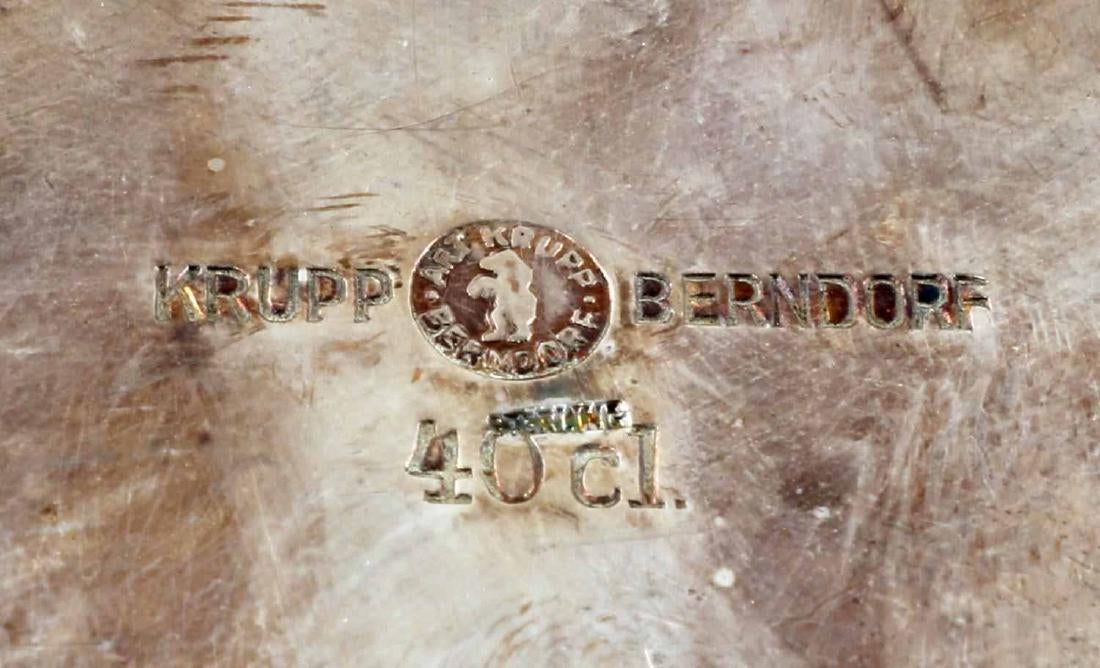 KRUPP BERNDORF
ART. KRUPP
BERNDORF
40 cl.